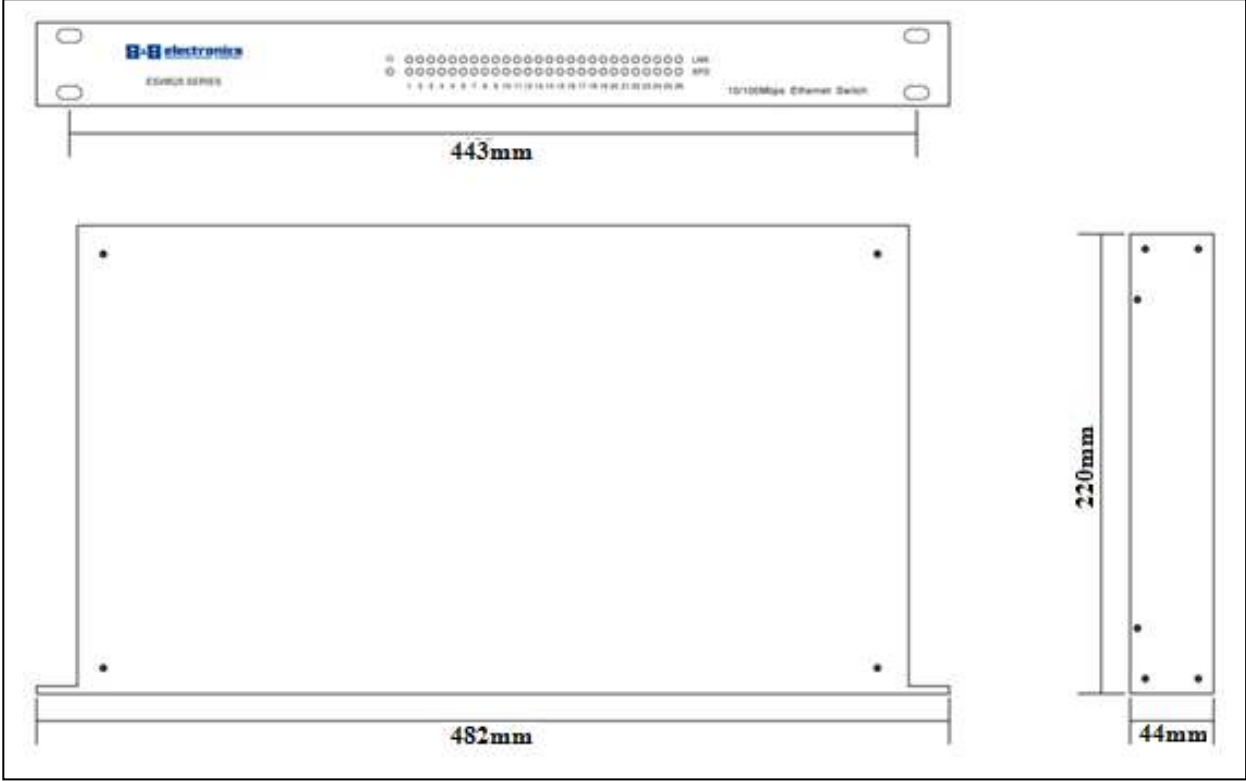 B&B electronics
LNK
SPD
1 2 3 4 5 6 7 8 9 10 11 12 13 14 15 16 17 18 19 20 21 22 23 24 25 26
SERIES
10/100Mbps Ethernet Switch
443mm
220mm
482mm
44mm